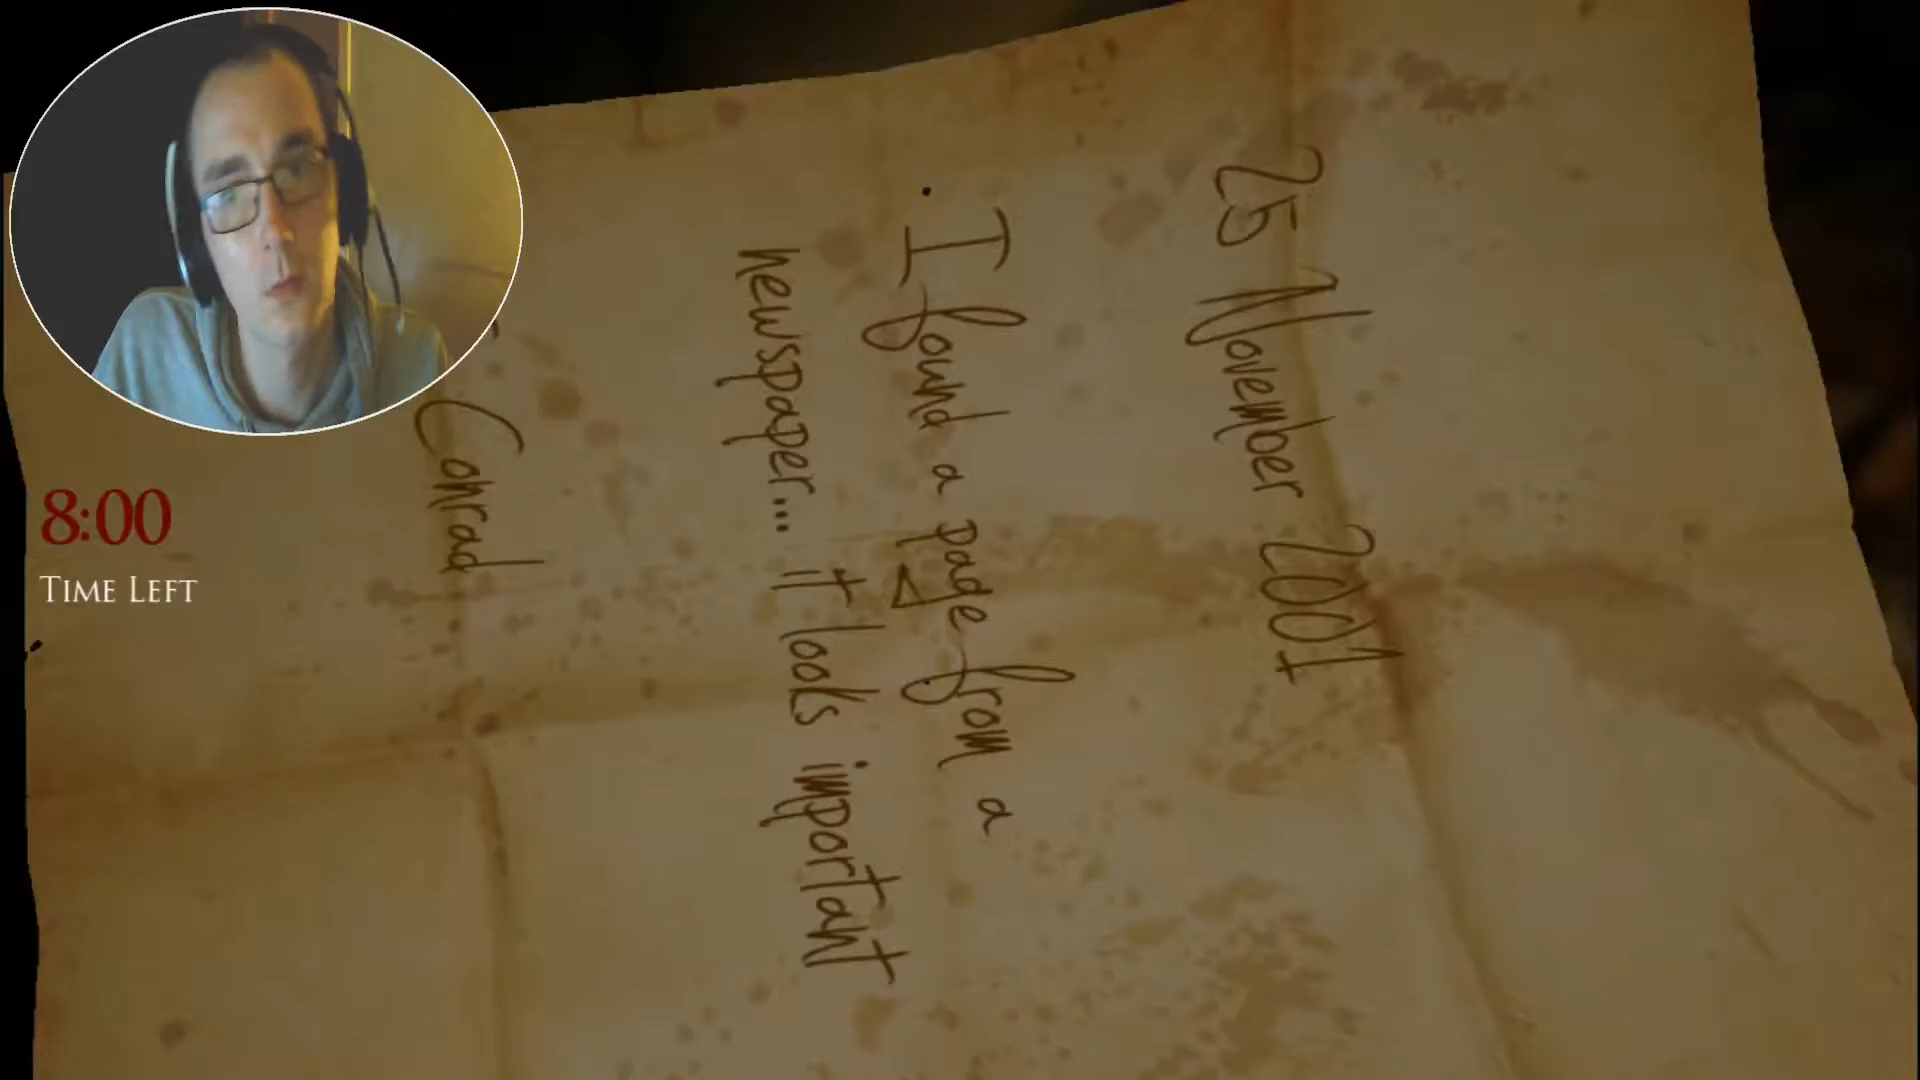 25 November 2001
I found a page from a
newspaper... it looks important
- Conrad
8:00
TIME LEFT